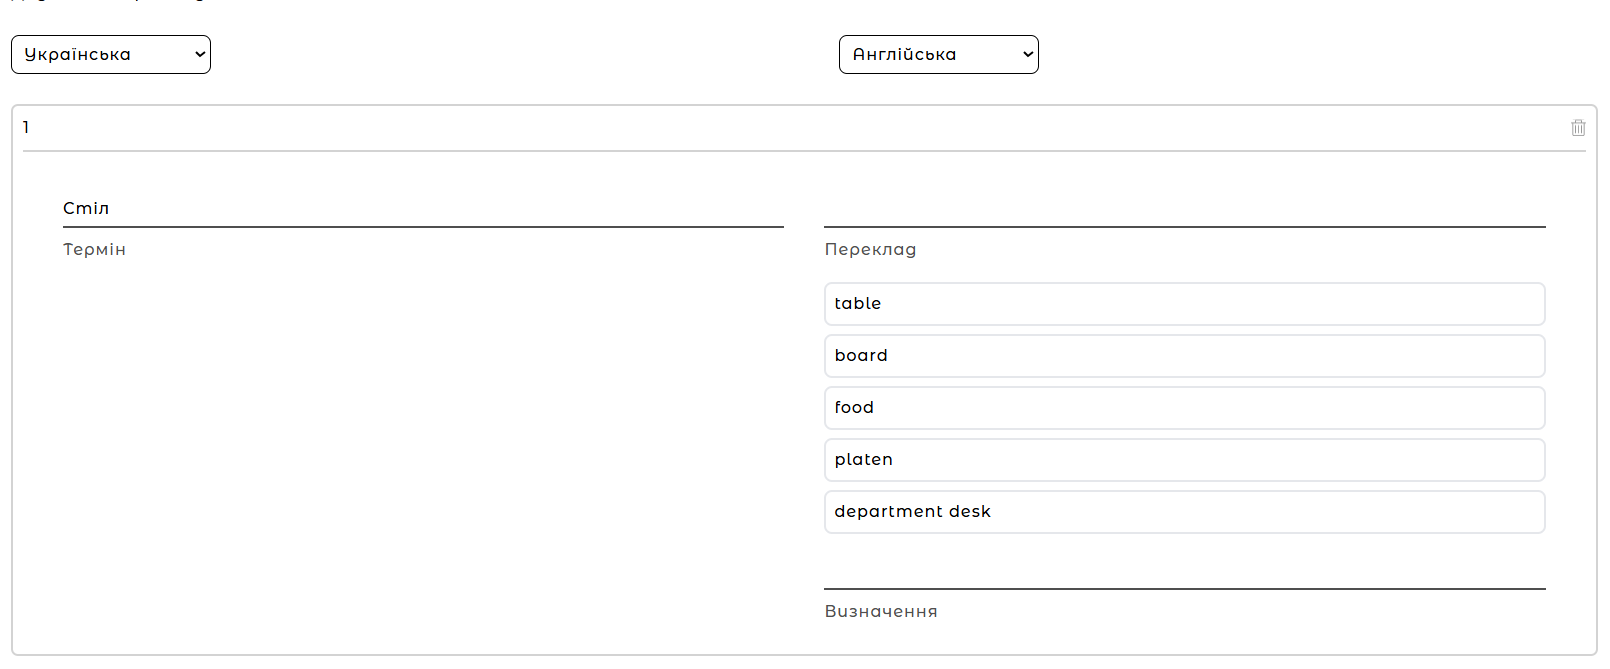 Українська
Англійська
1
Стіл
Термін
Переклад
table
board
food
platen
department desk
Визначення